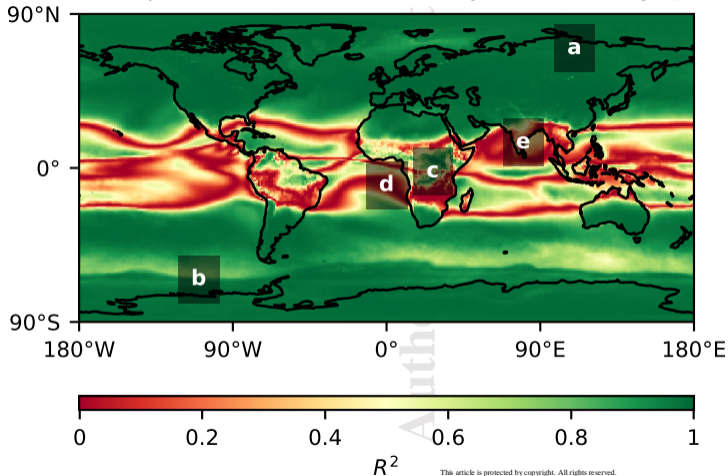 90°N
a
e
0°
c
d
b
90°S
180°W 90°W 0° 90°E 180°E
0 0.2 0.4 0.6 0.8 1
R²
This article is protected by copyright. All rights reserved.